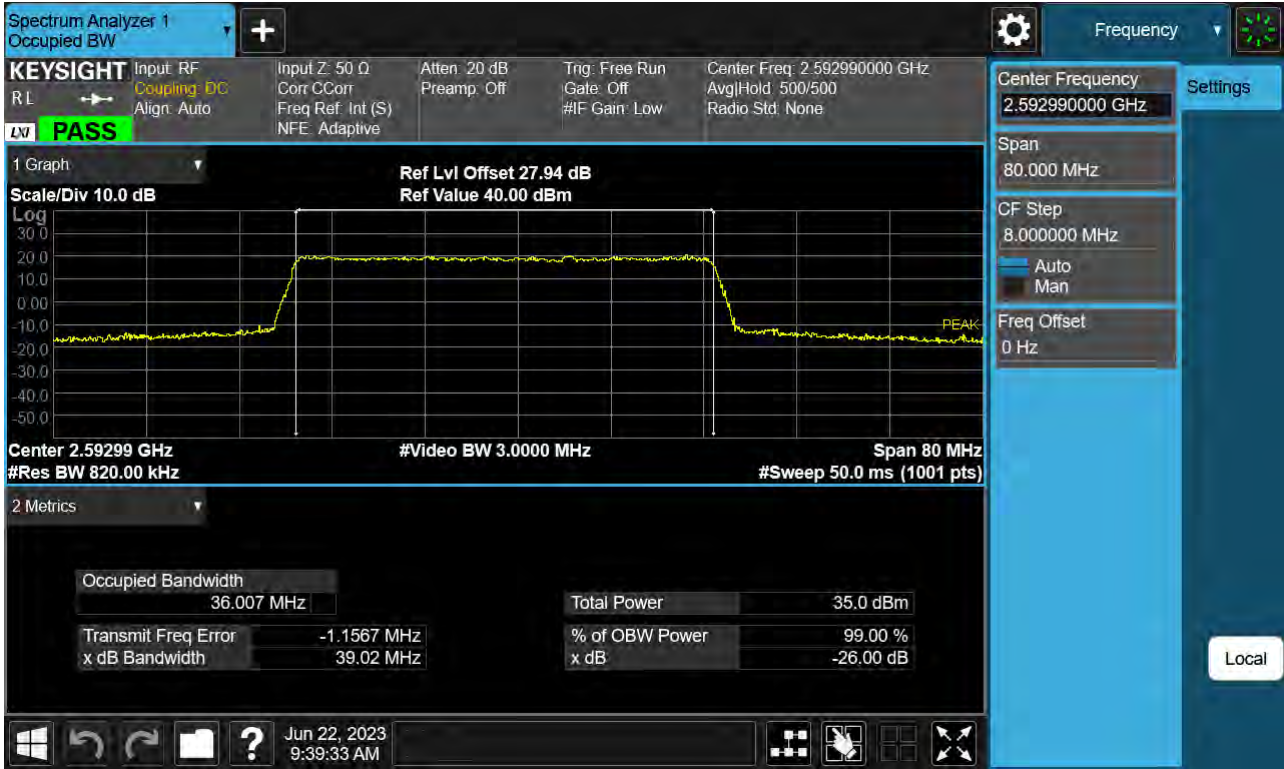 Spectrum Analyzer 1
Occupied BW
+
Frequency
KEYSIGHT
RL
LXI
PASS
Input: RF
Coupling: DC
Align: Auto
Input Z: 50 Ω
Corr CCorr
Freq Ref: Int (S)
NFE: Adaptive
Atten: 20 dB
Preamp: Off
Trig: Free Run
Gate: Off
#IF Gain: Low
Center Freq: 2.592990000 GHz
Avg|Hold: 500/500
Radio Std: None
1 Graph
Scale/Div 10.0 dB
Ref Lvl Offset 27.94 dB
Ref Value 40.00 dBm
Log
30.0
20.0
10.0
0.00
-10.0
-20.0
-30.0
-40.0
-50.0
PEAK
Center 2.59299 GHz
#Video BW 3.0000 MHz
Span 80 MHz
#Res BW 820.00 kHz
#Sweep 50.0 ms (1001 pts)
2 Metrics
Occupied Bandwidth
36.007 MHz
Transmit Freq Error -1.1567 MHz
x dB Bandwidth 39.02 MHz
Total Power 35.0 dBm
% of OBW Power 99.00 %
x dB -26.00 dB
Center Frequency
2.592990000 GHz
Span
80.000 MHz
CF Step
8.000000 MHz
Auto
Man
Freq Offset
0 Hz
Settings
Local
?
Jun 22, 2023
9:39:33 AM